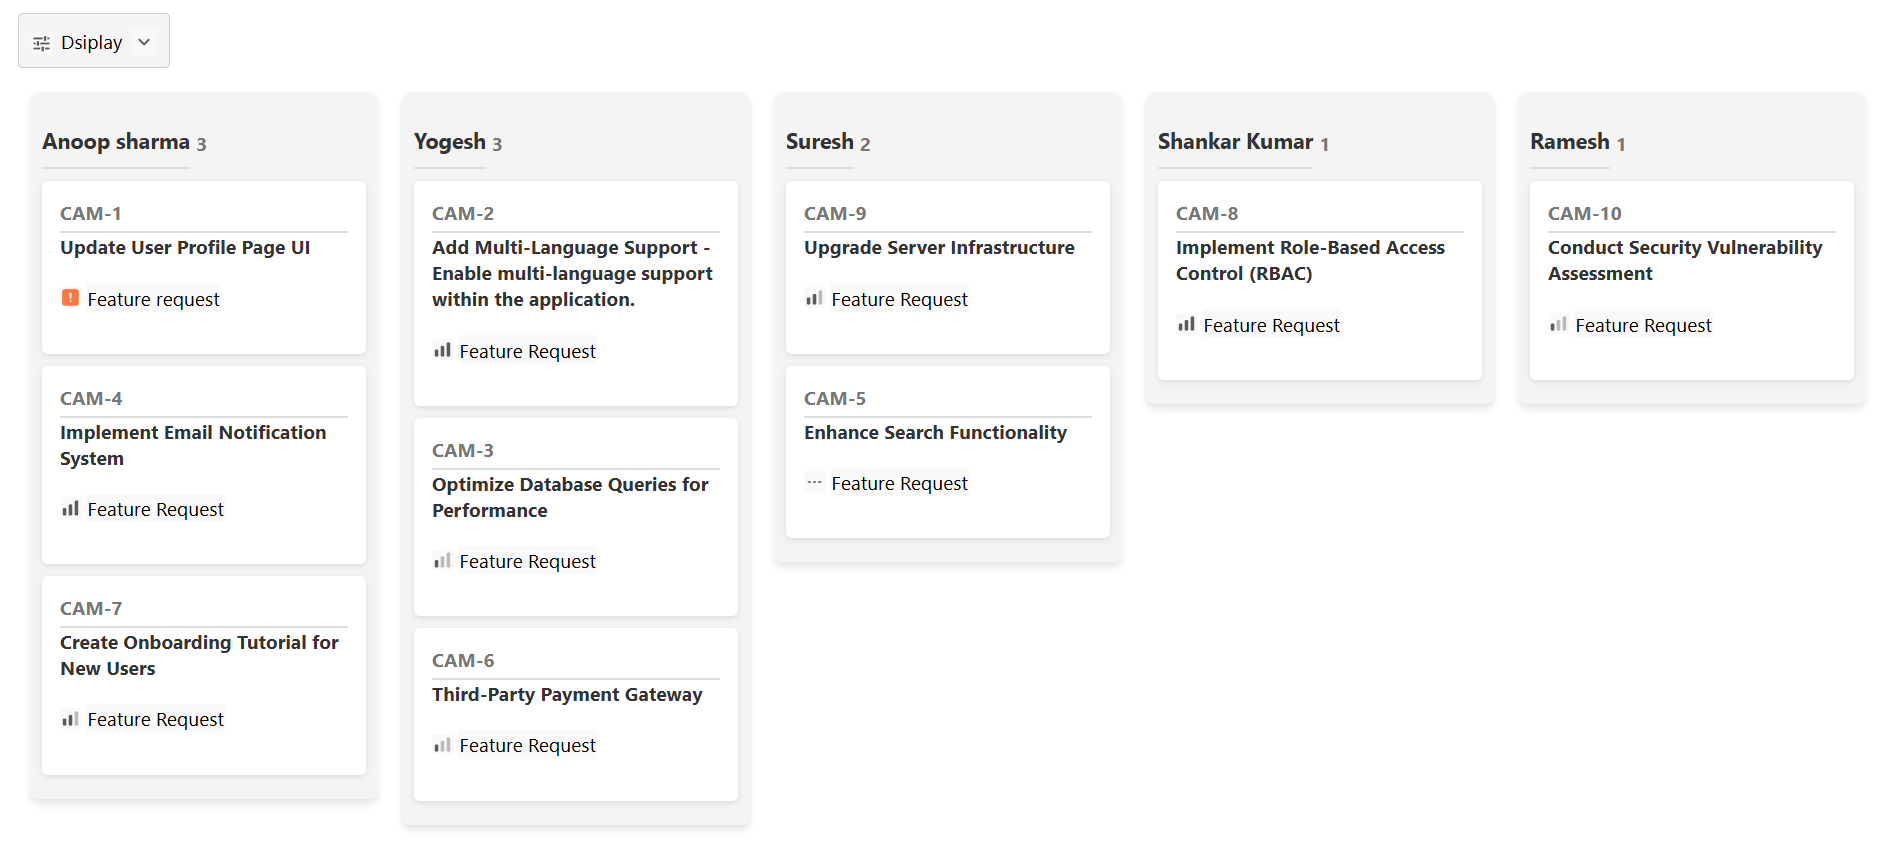 Dsiplay
Anoop sharma 3
CAM-1
Update User Profile Page UI
Feature request
CAM-4
Implement Email Notification
System
Feature Request
CAM-7
Create Onboarding Tutorial for
New Users
Feature Request
Yogesh 3
CAM-2
Add Multi-Language Support -
Enable multi-language support
within the application.
Feature Request
CAM-3
Optimize Database Queries for
Performance
Feature Request
CAM-6
Third-Party Payment Gateway
Feature Request
Suresh 2
CAM-9
Upgrade Server Infrastructure
Feature Request
CAM-5
Enhance Search Functionality
Feature Request
Shankar Kumar 1
CAM-8
Implement Role-Based Access
Control (RBAC)
Feature Request
Ramesh 1
CAM-10
Conduct Security Vulnerability
Assessment
Feature Request